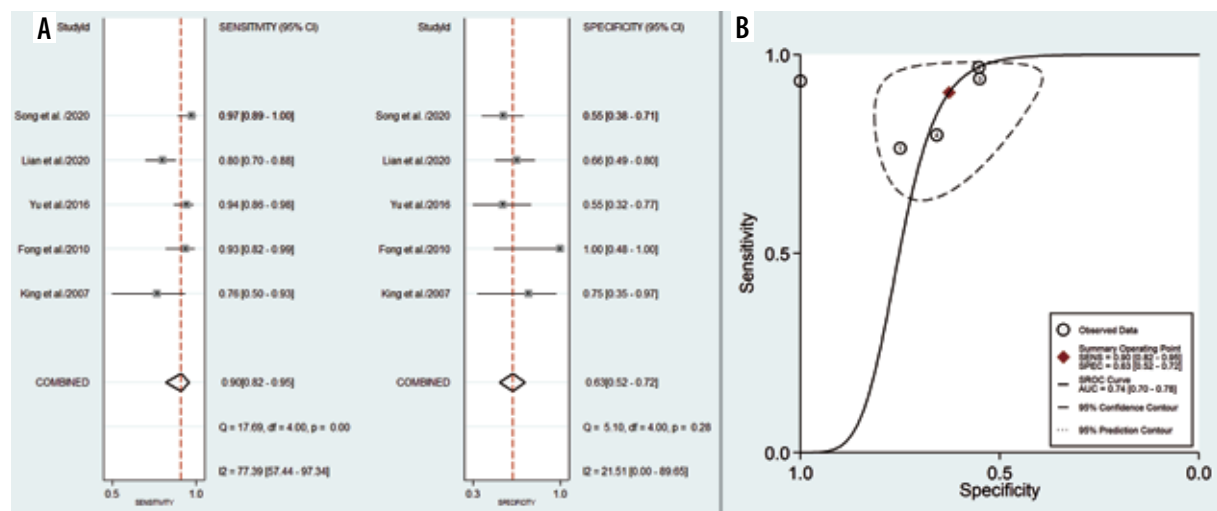 A
StudyId SENSITIVITY (95% CI)
Song et al./2020 0.97 [0.89 - 1.00]
Lian et al./2020 0.80 [0.70 - 0.88]
Yu et al./2016 0.94 [0.86 - 0.98]
Fong et al./2010 0.93 [0.82 - 0.99]
King et al./2007 0.76 [0.50 - 0.93]
COMBINED 0.90[0.82 - 0.95]
Q = 17.69, df = 4.00, p = 0.00
I2 = 77.39 [57.44 - 97.34]
0.5 1.0
SENSITIVITY
StudyId SPECIFICITY (95% CI)
Song et al./2020 0.55 [0.38 - 0.71]
Lian et al./2020 0.66 [0.49 - 0.80]
Yu et al./2016 0.55 [0.32 - 0.77]
Fong et al./2010 1.00 [0.48 - 1.00]
King et al./2007 0.75 [0.35 - 0.97]
COMBINED 0.63[0.52 - 0.72]
Q = 5.10, df = 4.00, p = 0.28
I2 = 21.51 [0.00 - 89.65]
0.3 1.0
SPECIFICITY
B
1.0
0.5
0.0
Sensitivity
1.0 0.5 0.0
Specificity
Observed Data
Summary Operating Point
SENS = 0.90 [0.82 - 0.95]
SPEC = 0.63 [0.52 - 0.72]
SROC Curve
AUC = 0.74 [0.70 - 0.78]
95% Confidence Contour
95% Prediction Contour